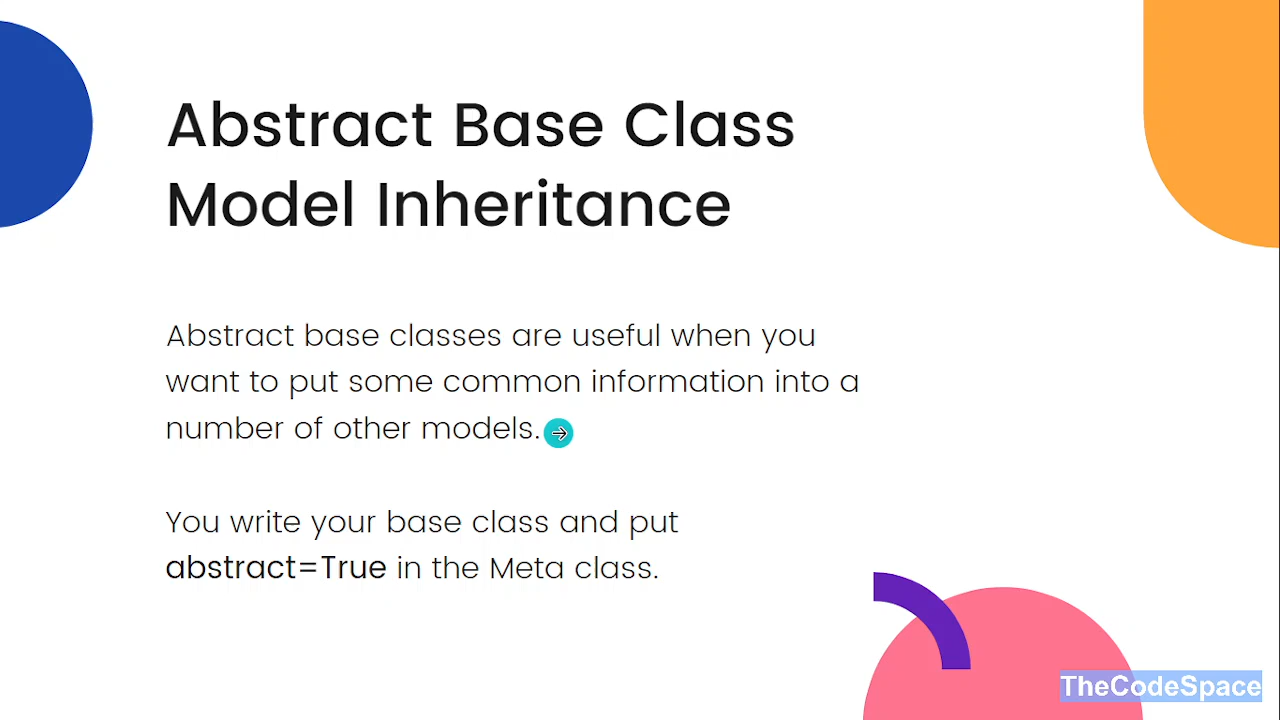 Abstract Base Class
Model Inheritance
Abstract base classes are useful when you
want to put some common information into a
number of other models.
You write your base class and put
abstract=True in the Meta class.
TheCodeSpace